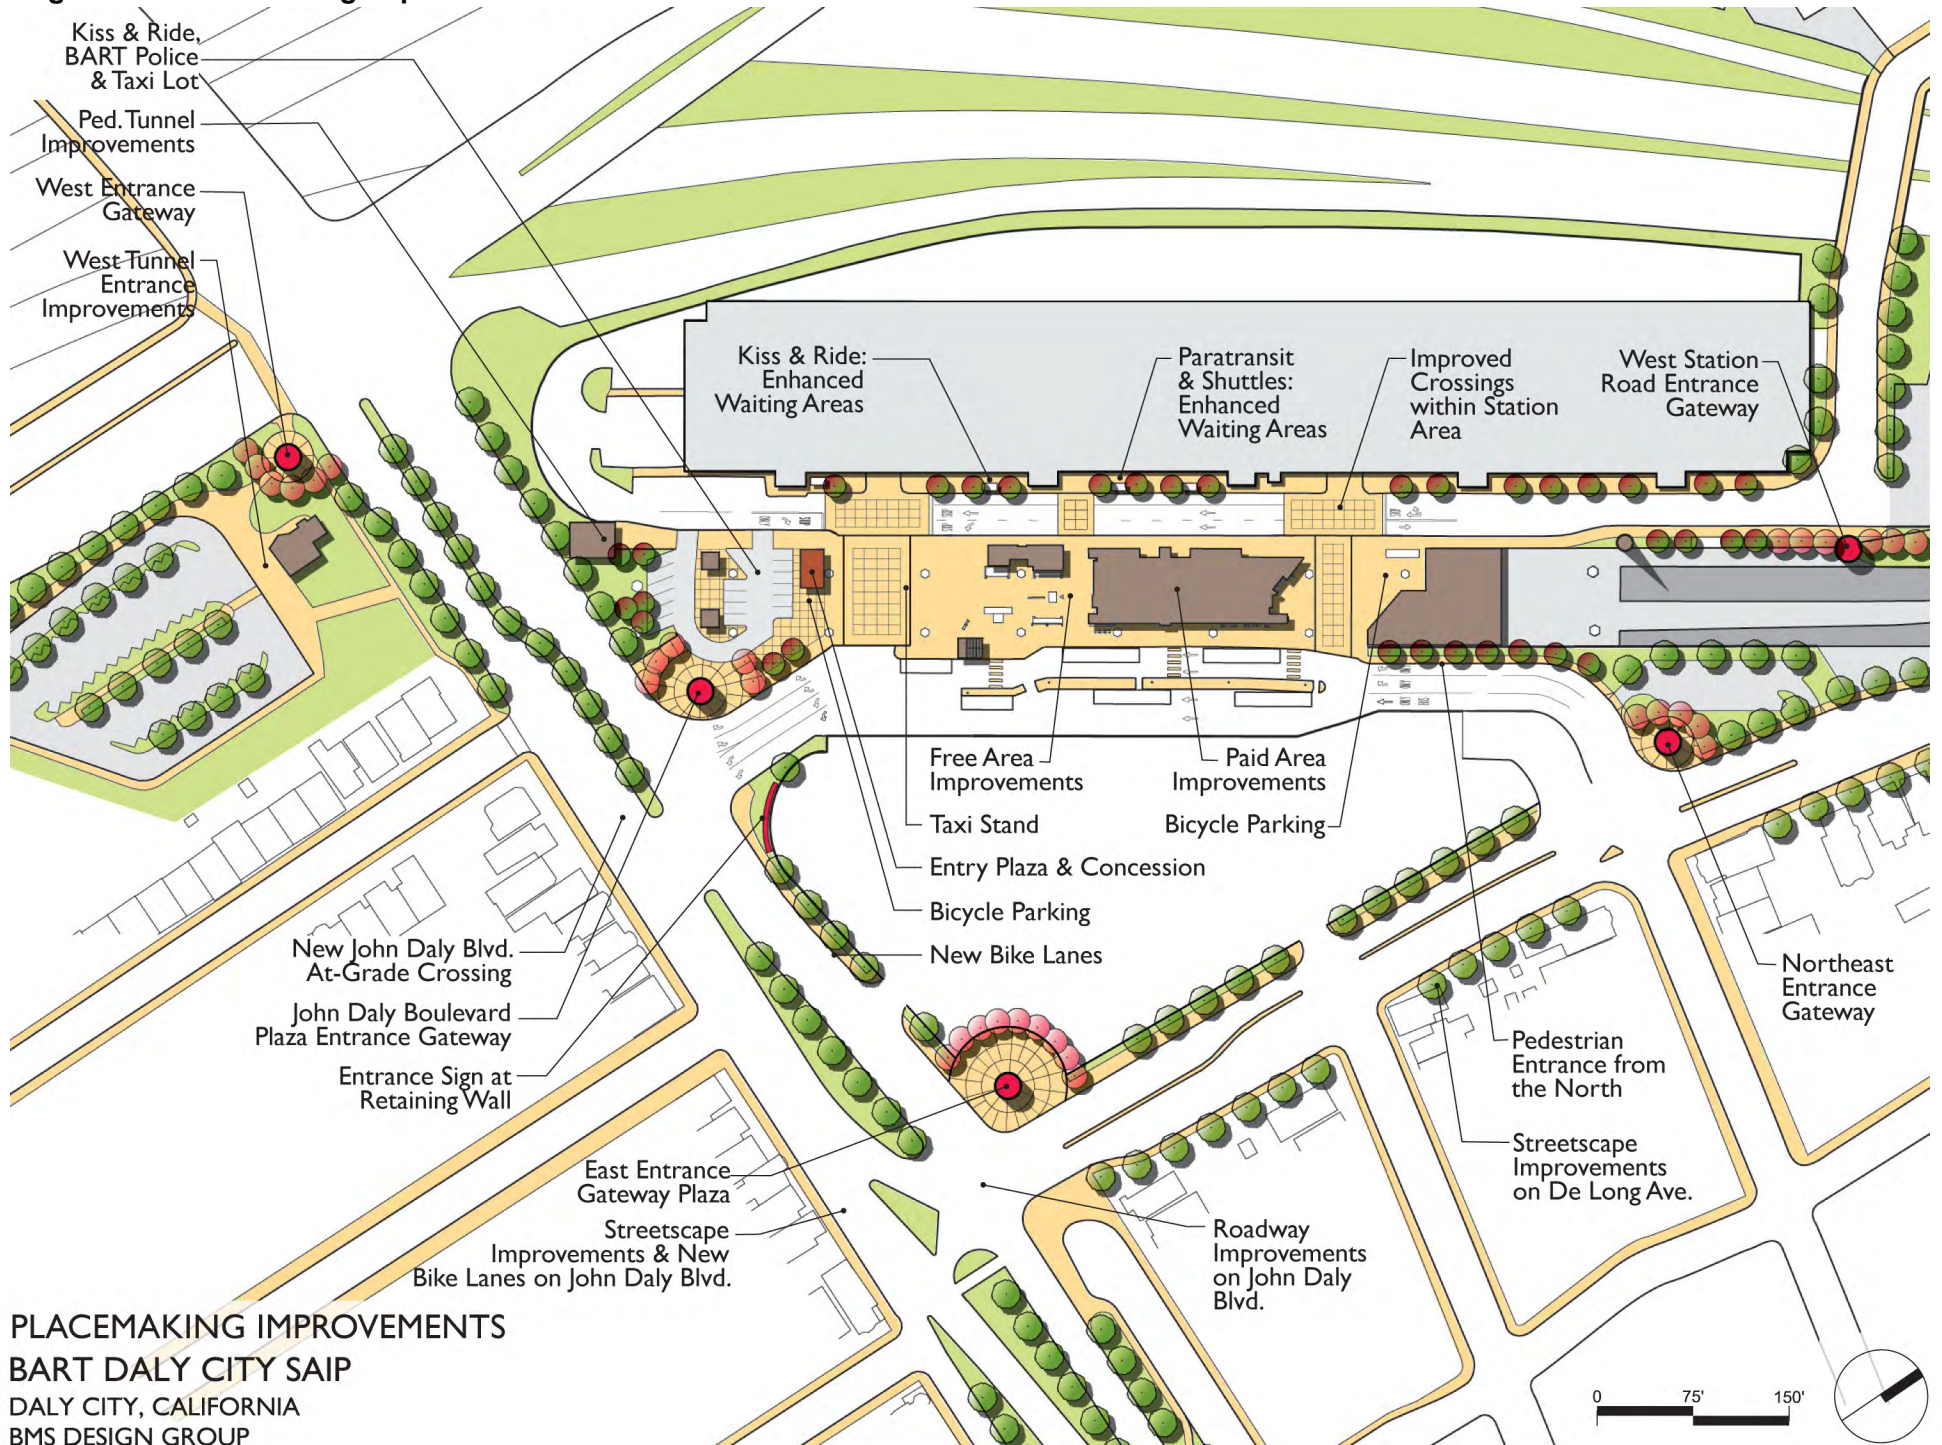 Kiss & Ride,
BART Police
& Taxi Lot
Ped. Tunnel
Improvements
West Entrance
Gateway
West Tunnel
Entrance
Improvements
Kiss & Ride:
Enhanced
Waiting Areas
Paratransit
& Shuttles:
Enhanced
Waiting Areas
Improved
Crossings
within Station
Area
West Station
Road Entrance
Gateway
Free Area
Improvements
Paid Area
Improvements
Taxi Stand
Bicycle Parking
Entry Plaza & Concession
Bicycle Parking
New Bike Lanes
New John Daly Blvd.
At-Grade Crossing
John Daly Boulevard
Plaza Entrance Gateway
Entrance Sign at
Retaining Wall
Northeast
Entrance
Gateway
Pedestrian
Entrance from
the North
Streetscape
Improvements
on De Long Ave.
East Entrance
Gateway Plaza
Streetscape
Improvements & New
Bike Lanes on John Daly Blvd.
Roadway
Improvements
on John Daly
Blvd.
PLACEMAKING IMPROVEMENTS
BART DALY CITY SAIP
DALY CITY, CALIFORNIA
BMS DESIGN GROUP
0 75' 150'